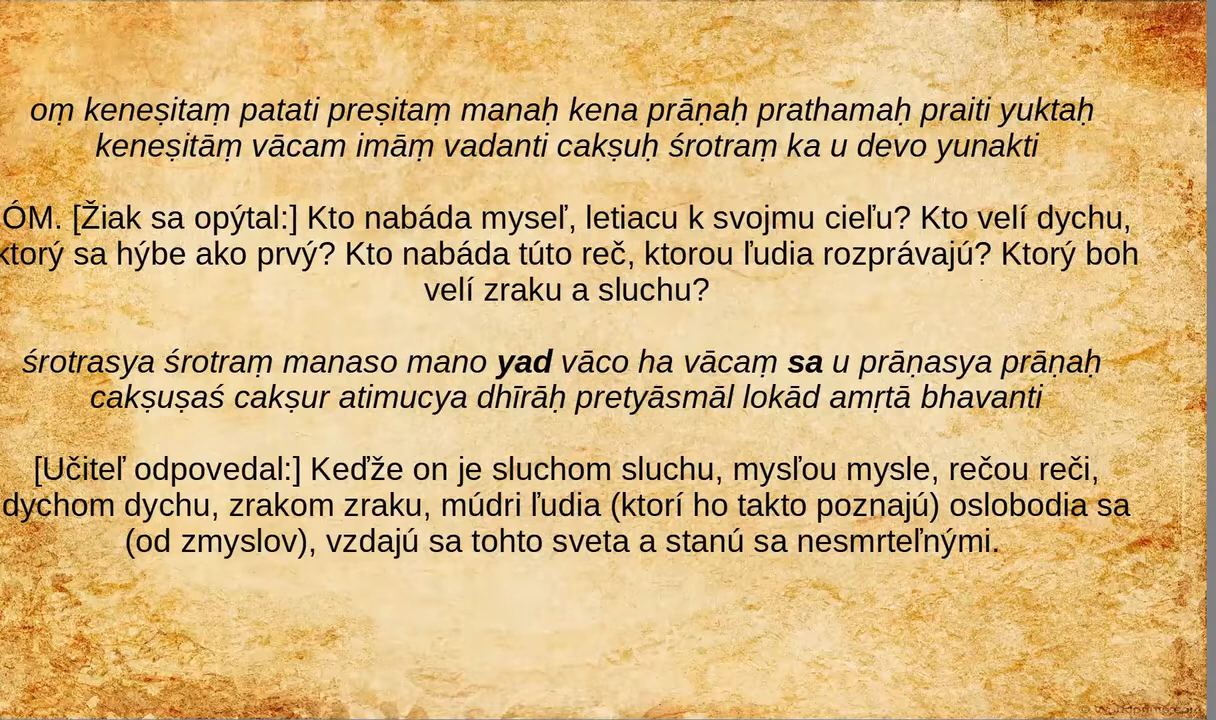 oṃ keneṣitaṃ patati preṣitaṃ manaḥ kena prāṇaḥ prathamaḥ praiti yuktaḥ
keneṣitāṃ vācam imāṃ vadanti cakṣuḥ śrotraṃ ka u devo yunakti
ÓM. [Žiak sa opýtal:] Kto nabáda myseľ, letiacu k svojmu cieľu? Kto velí dychu,
ktorý sa hýbe ako prvý? Kto nabáda túto reč, ktorou ľudia rozprávajú? Ktorý boh
velí zraku a sluchu?
śrotrasya śrotraṃ manaso mano yad vāco ha vācaṃ sa u prāṇasya prāṇaḥ
cakṣuṣaś cakṣur atimucya dhīrāḥ pretyāsmāl lokād amṛtā bhavanti
[Učiteľ odpovedal:] Keďže on je sluchom sluchu, mysľou mysle, rečou reči,
dychom dychu, zrakom zraku, múdri ľudia (ktorí ho takto poznajú) oslobodia sa
(od zmyslov), vzdajú sa tohto sveta a stanú sa nesmrteľnými.